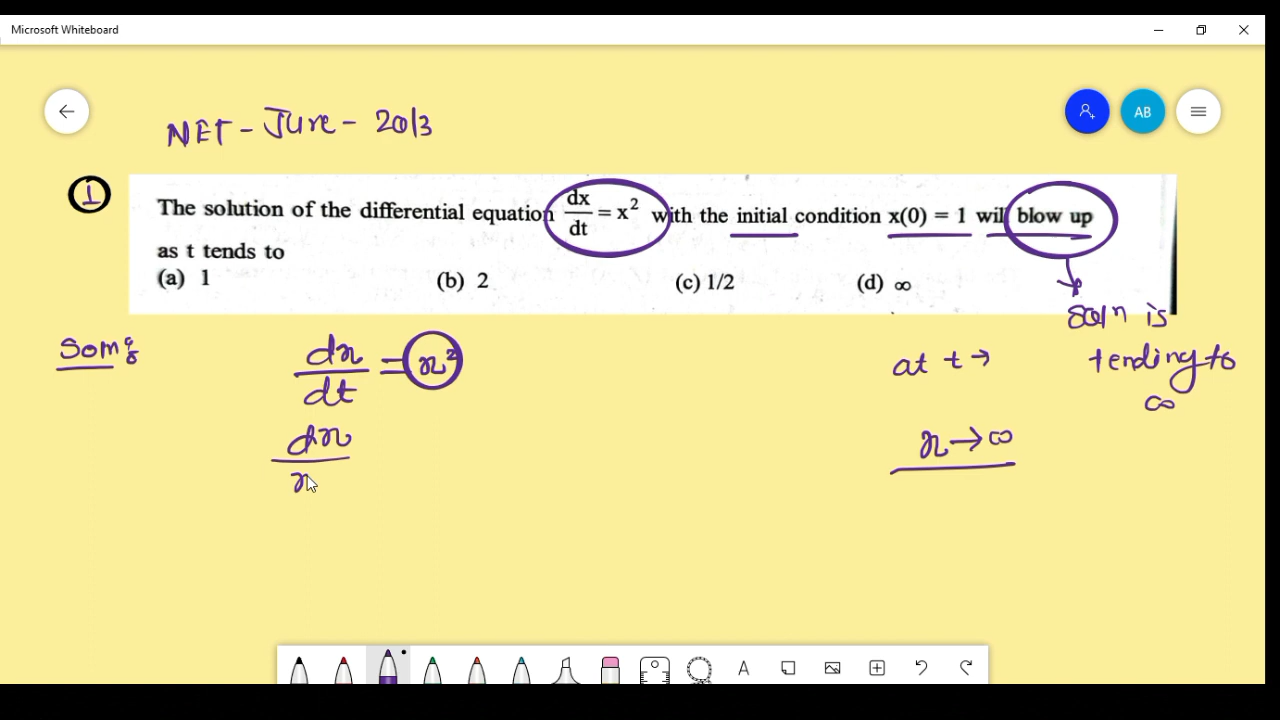 Microsoft Whiteboard
AB
NET - June - 2013
1
The solution of the differential equation dx/dt = x² with the initial condition x(0) = 1 will blow up
as t tends to
(a) 1 (b) 2 (c) 1/2 (d) ∞
Soln is
tending to
∞
Soln:
dx/dt = x²
at t →
dx
x
x → ∞
A